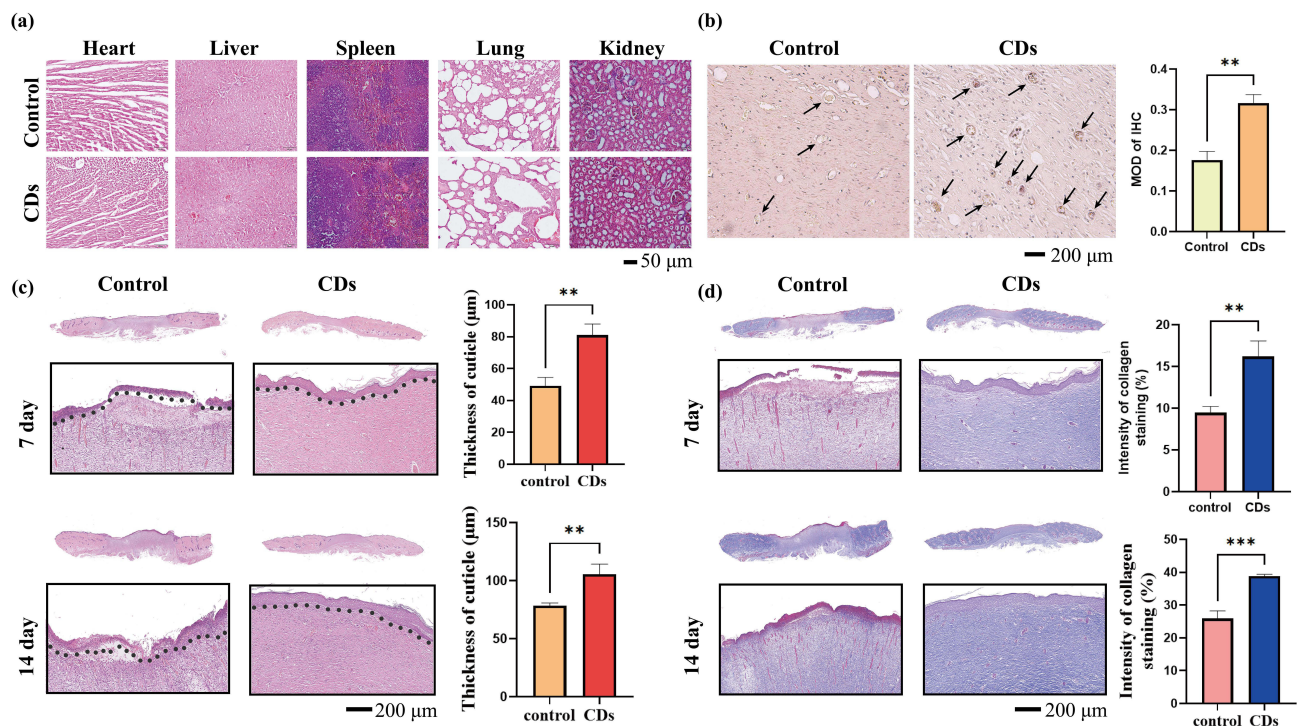 (a)
Heart Liver Spleen Lung Kidney
Control
CDs
50 μm
(b)
Control CDs
200 μm
**
MOD of IHC
0.4
0.3
0.2
0.1
0.0
Control CDs
(c)
Control CDs
7 day
**
Thickness of cuticle (μm)
100
80
60
40
20
0
control CDs
14 day
200 μm
**
Thickness of cuticle (μm)
150
100
50
0
control CDs
(d)
Control CDs
7 day
**
Intensity of collagen
staining (%)
20
15
10
5
0
control CDs
14 day
200 μm
***
Intensity of collagen
staining (%)
50
40
30
20
10
0
control CDs